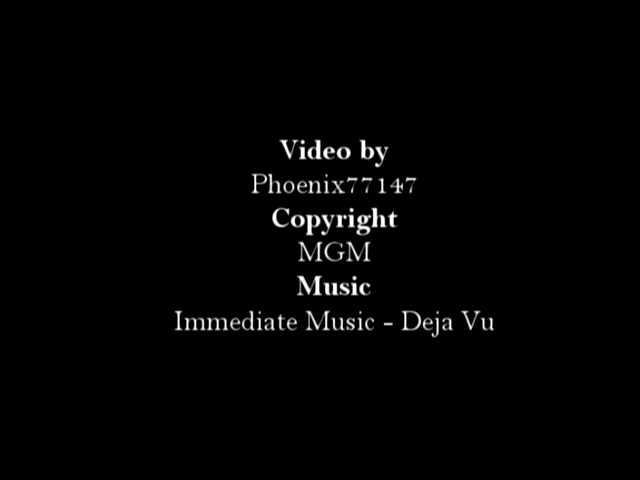 Video by
Phoenix77147
Copyright
MGM
Music
Immediate Music - Deja Vu